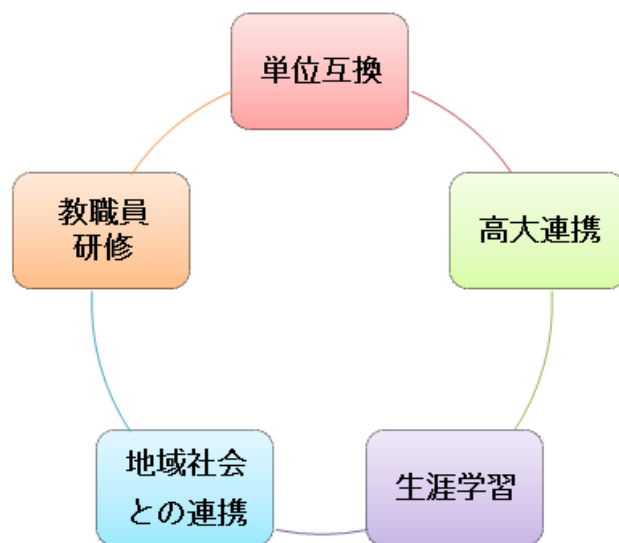 単位互換
高大連携
生涯学習
地域社会
との連携
教職員
研修